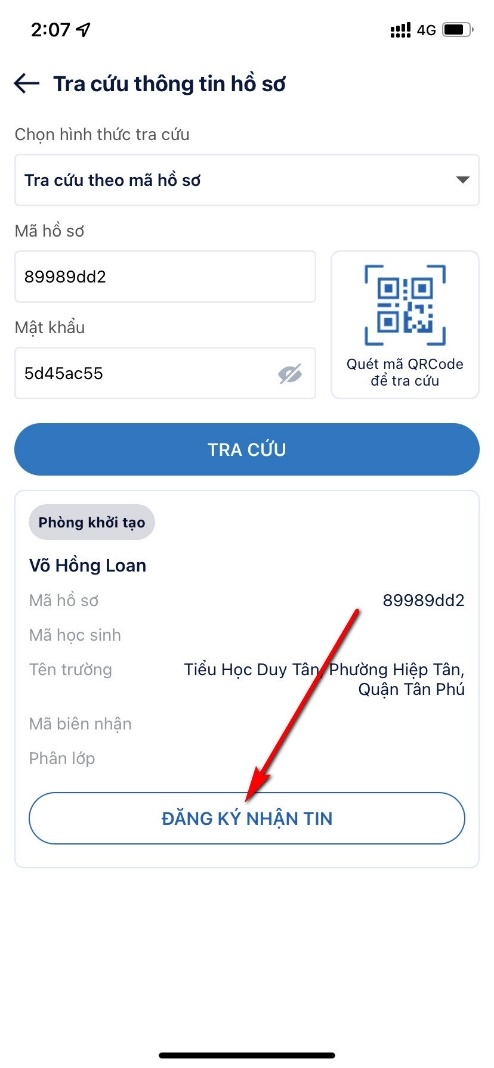 2:07
4G
Tra cứu thông tin hồ sơ
Chọn hình thức tra cứu
Tra cứu theo mã hồ sơ
Mã hồ sơ
89989dd2
Mật khẩu
5d45ac55
Quét mã QRCode
để tra cứu
TRA CỨU
Phòng khởi tạo
Võ Hồng Loan
Mã hồ sơ 89989dd2
Mã học sinh
Tên trường Tiểu Học Duy Tân, Phường Hiệp Tân,
Quận Tân Phú
Mã biên nhận
Phân lớp
ĐĂNG KÝ NHẬN TIN